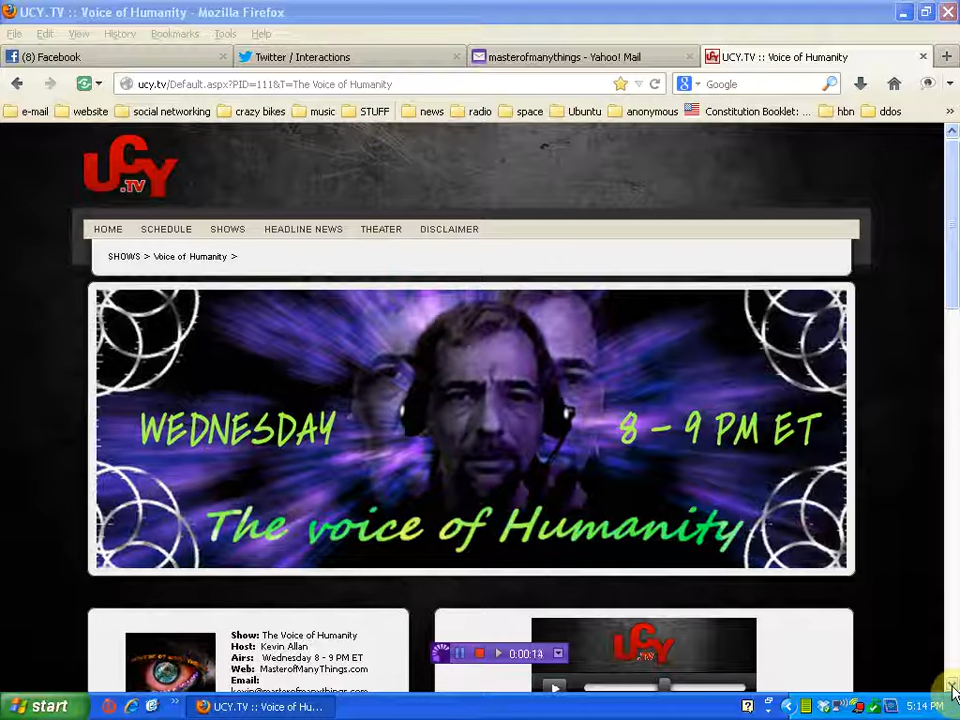 UCY.TV :: Voice of Humanity - Mozilla Firefox
File Edit View History Bookmarks Tools Help
(8) Facebook
Twitter / Interactions
masterofmanythings - Yahoo! Mail
UCY.TV :: Voice of Humanity
ucy.tv/Default.aspx?PID=111&T=The Voice of Humanity
Google
e-mail website social networking crazy bikes music STUFF news radio space Ubuntu anonymous Constitution Booklet: ... hbn ddos
UCY
.TV
HOME SCHEDULE SHOWS HEADLINE NEWS THEATER DISCLAIMER
SHOWS > Voice of Humanity >
WEDNESDAY 8 - 9 PM ET
The voice of Humanity
Show: The Voice of Humanity
Host: Kevin Allan
Airs: Wednesday 8 - 9 PM ET
Web: MasterofManyThings.com
Email:
kevin@masterofmanythings.com
UCY
.TV
0:00:14
start
UCY.TV :: Voice of Hu...
5:14 PM